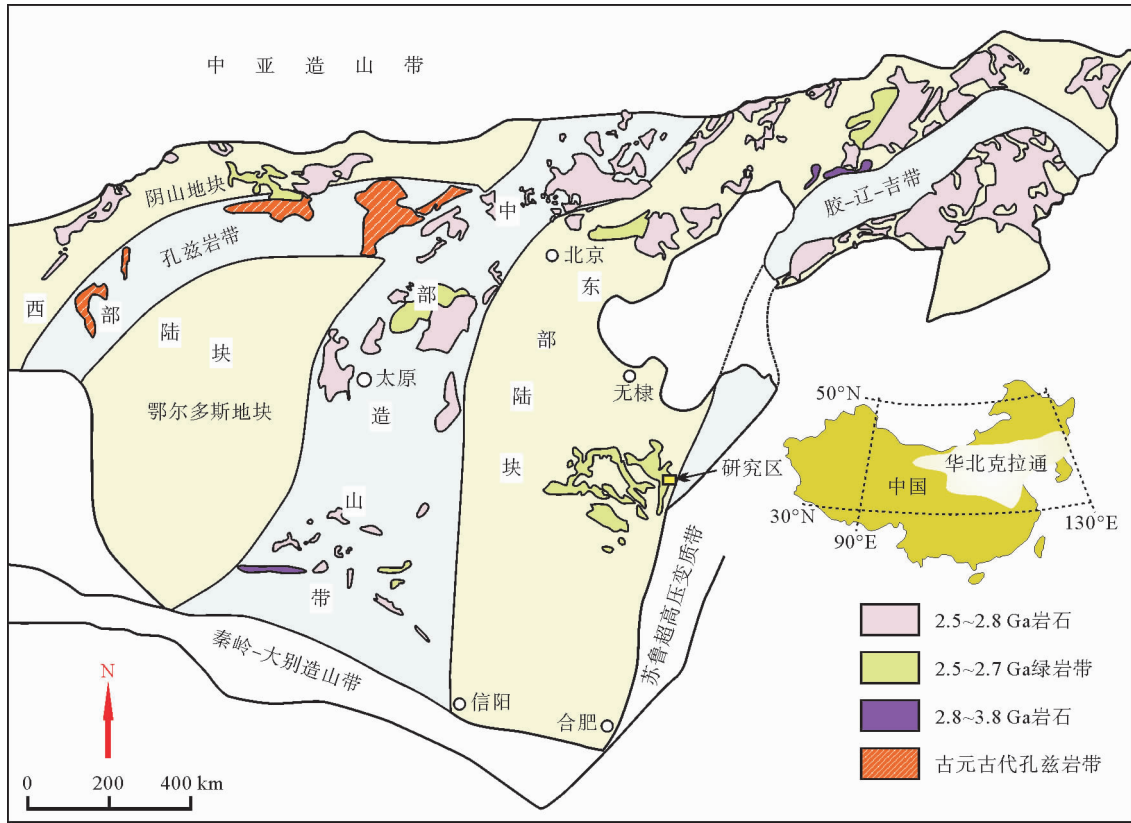 中亚造山带
阴山地块
孔兹岩带
西部陆块
鄂尔多斯地块
中部造山带
太原
北京
东部陆块
无棣
胶-辽-吉带
研究区
苏鲁超高压变质带
秦岭-大别造山带
信阳
合肥
50°N
华北克拉通
中国
30°N
90°E
130°E
2.5~2.8 Ga岩石
2.5~2.7 Ga绿岩带
2.8~3.8 Ga岩石
古元古代孔兹岩带
N
0 200 400 km